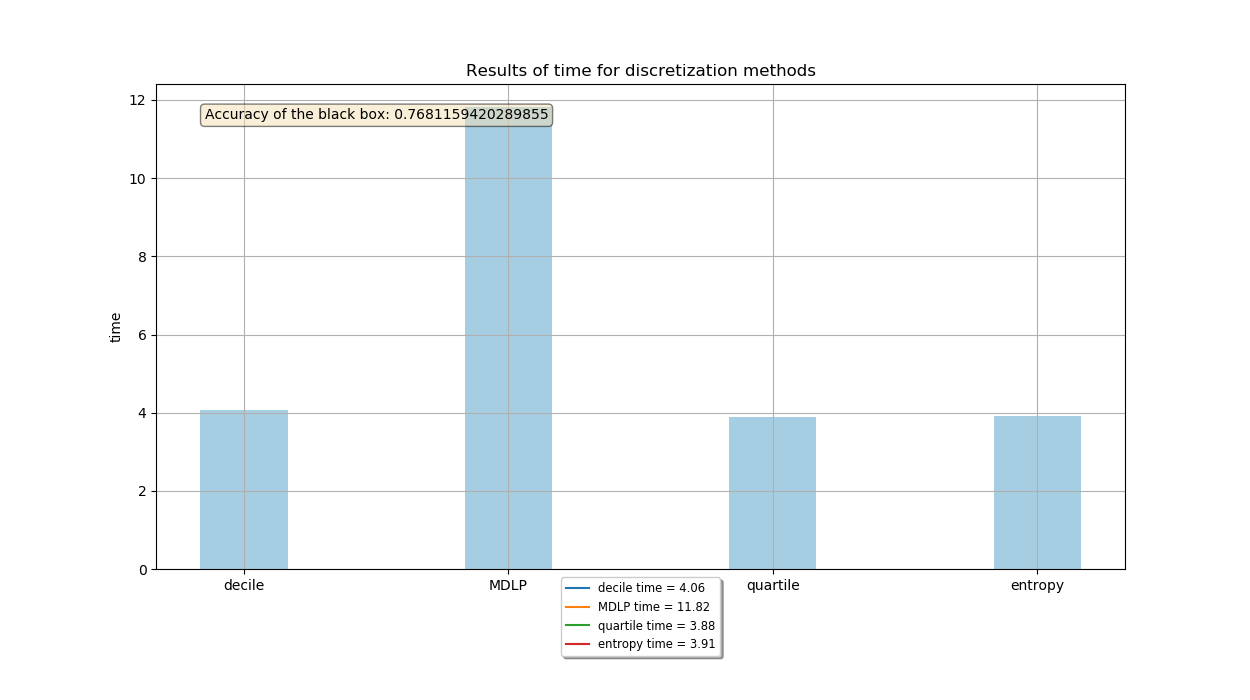 Results of time for discretization methods
12
Accuracy of the black box: 0.7681159420289855
10
8
6
time
4
2
0
decile MDLP quartile entropy
decile time = 4.06
MDLP time = 11.82
quartile time = 3.88
entropy time = 3.91